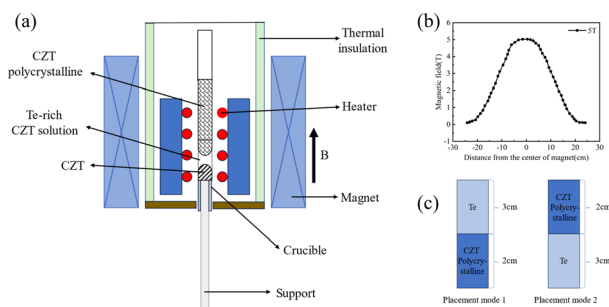 (a)
CZT
polycrystalline
Te-rich
CZT solution
CZT
Thermal
insulation
Heater
B
Magnet
Crucible
Support
(b)
Magnetic field(T)
5
4
3
2
1
0
-30
-20
-10
0
10
20
30
Distance from the center of magnet(cm)
5T
(c)
Te
3cm
CZT
Polycry-
stalline
2cm
Placement mode 1
CZT
Polycry-
stalline
2cm
Te
3cm
Placement mode 2